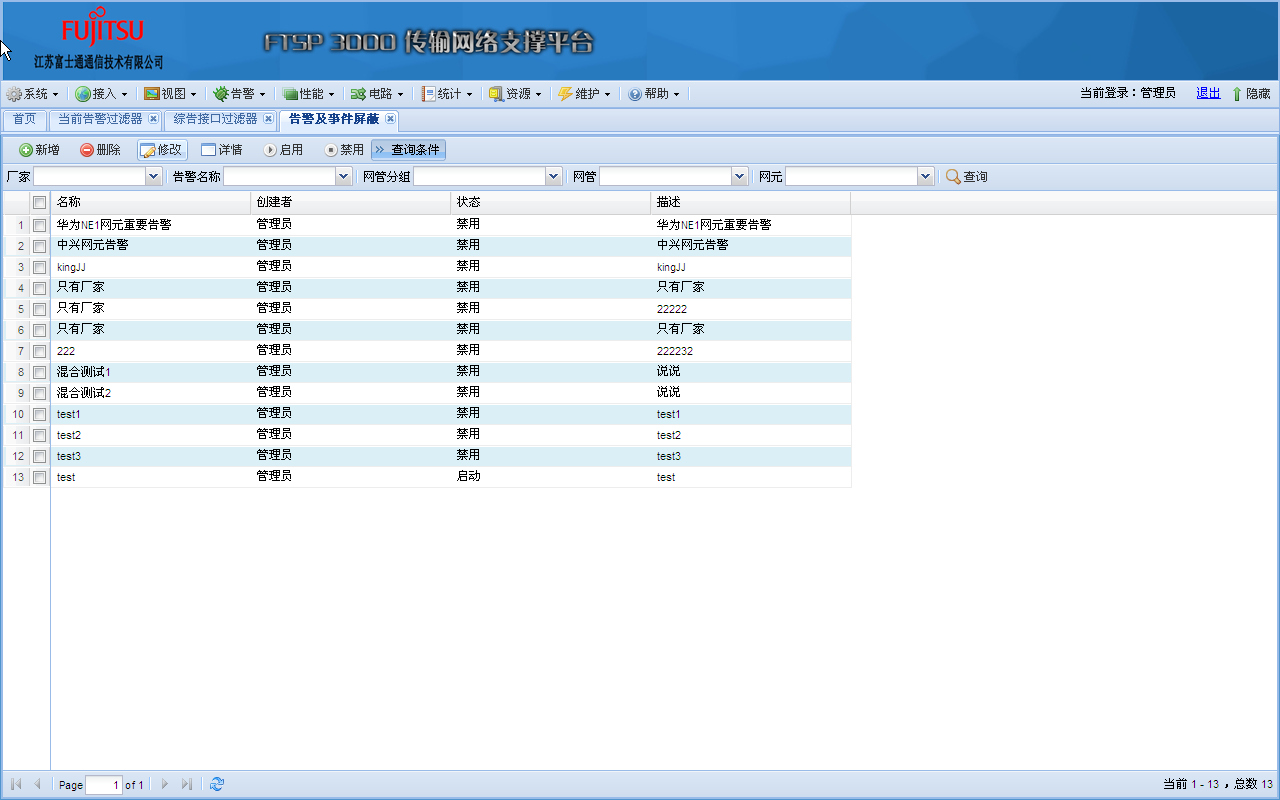 FUJITSU
江苏富士通通信技术有限公司
FTSP 3000 传输网络支撑平台
系统 接入 视图 告警 性能 电路 统计 资源 维护 帮助 当前登录：管理员 退出 隐藏
首页 当前告警过滤器 综告接口过滤器 告警及事件屏蔽
新增 删除 修改 详情 启用 禁用 查询条件
厂家 告警名称 网管分组 网管 网元 查询
名称 创建者 状态 描述
1 华为NE1网元重要告警 管理员 禁用 华为NE1网元重要告警
2 中兴网元告警 管理员 禁用 中兴网元告警
3 kingJJ 管理员 禁用 kingJJ
4 只有厂家 管理员 禁用 只有厂家
5 只有厂家 管理员 禁用 22222
6 只有厂家 管理员 禁用 只有厂家
7 222 管理员 禁用 222232
8 混合测试1 管理员 禁用 说说
9 混合测试2 管理员 禁用 说说
10 test1 管理员 禁用 test1
11 test2 管理员 禁用 test2
12 test3 管理员 禁用 test3
13 test 管理员 启动 test
Page 1 of 1 当前 1 - 13 ，总数 13